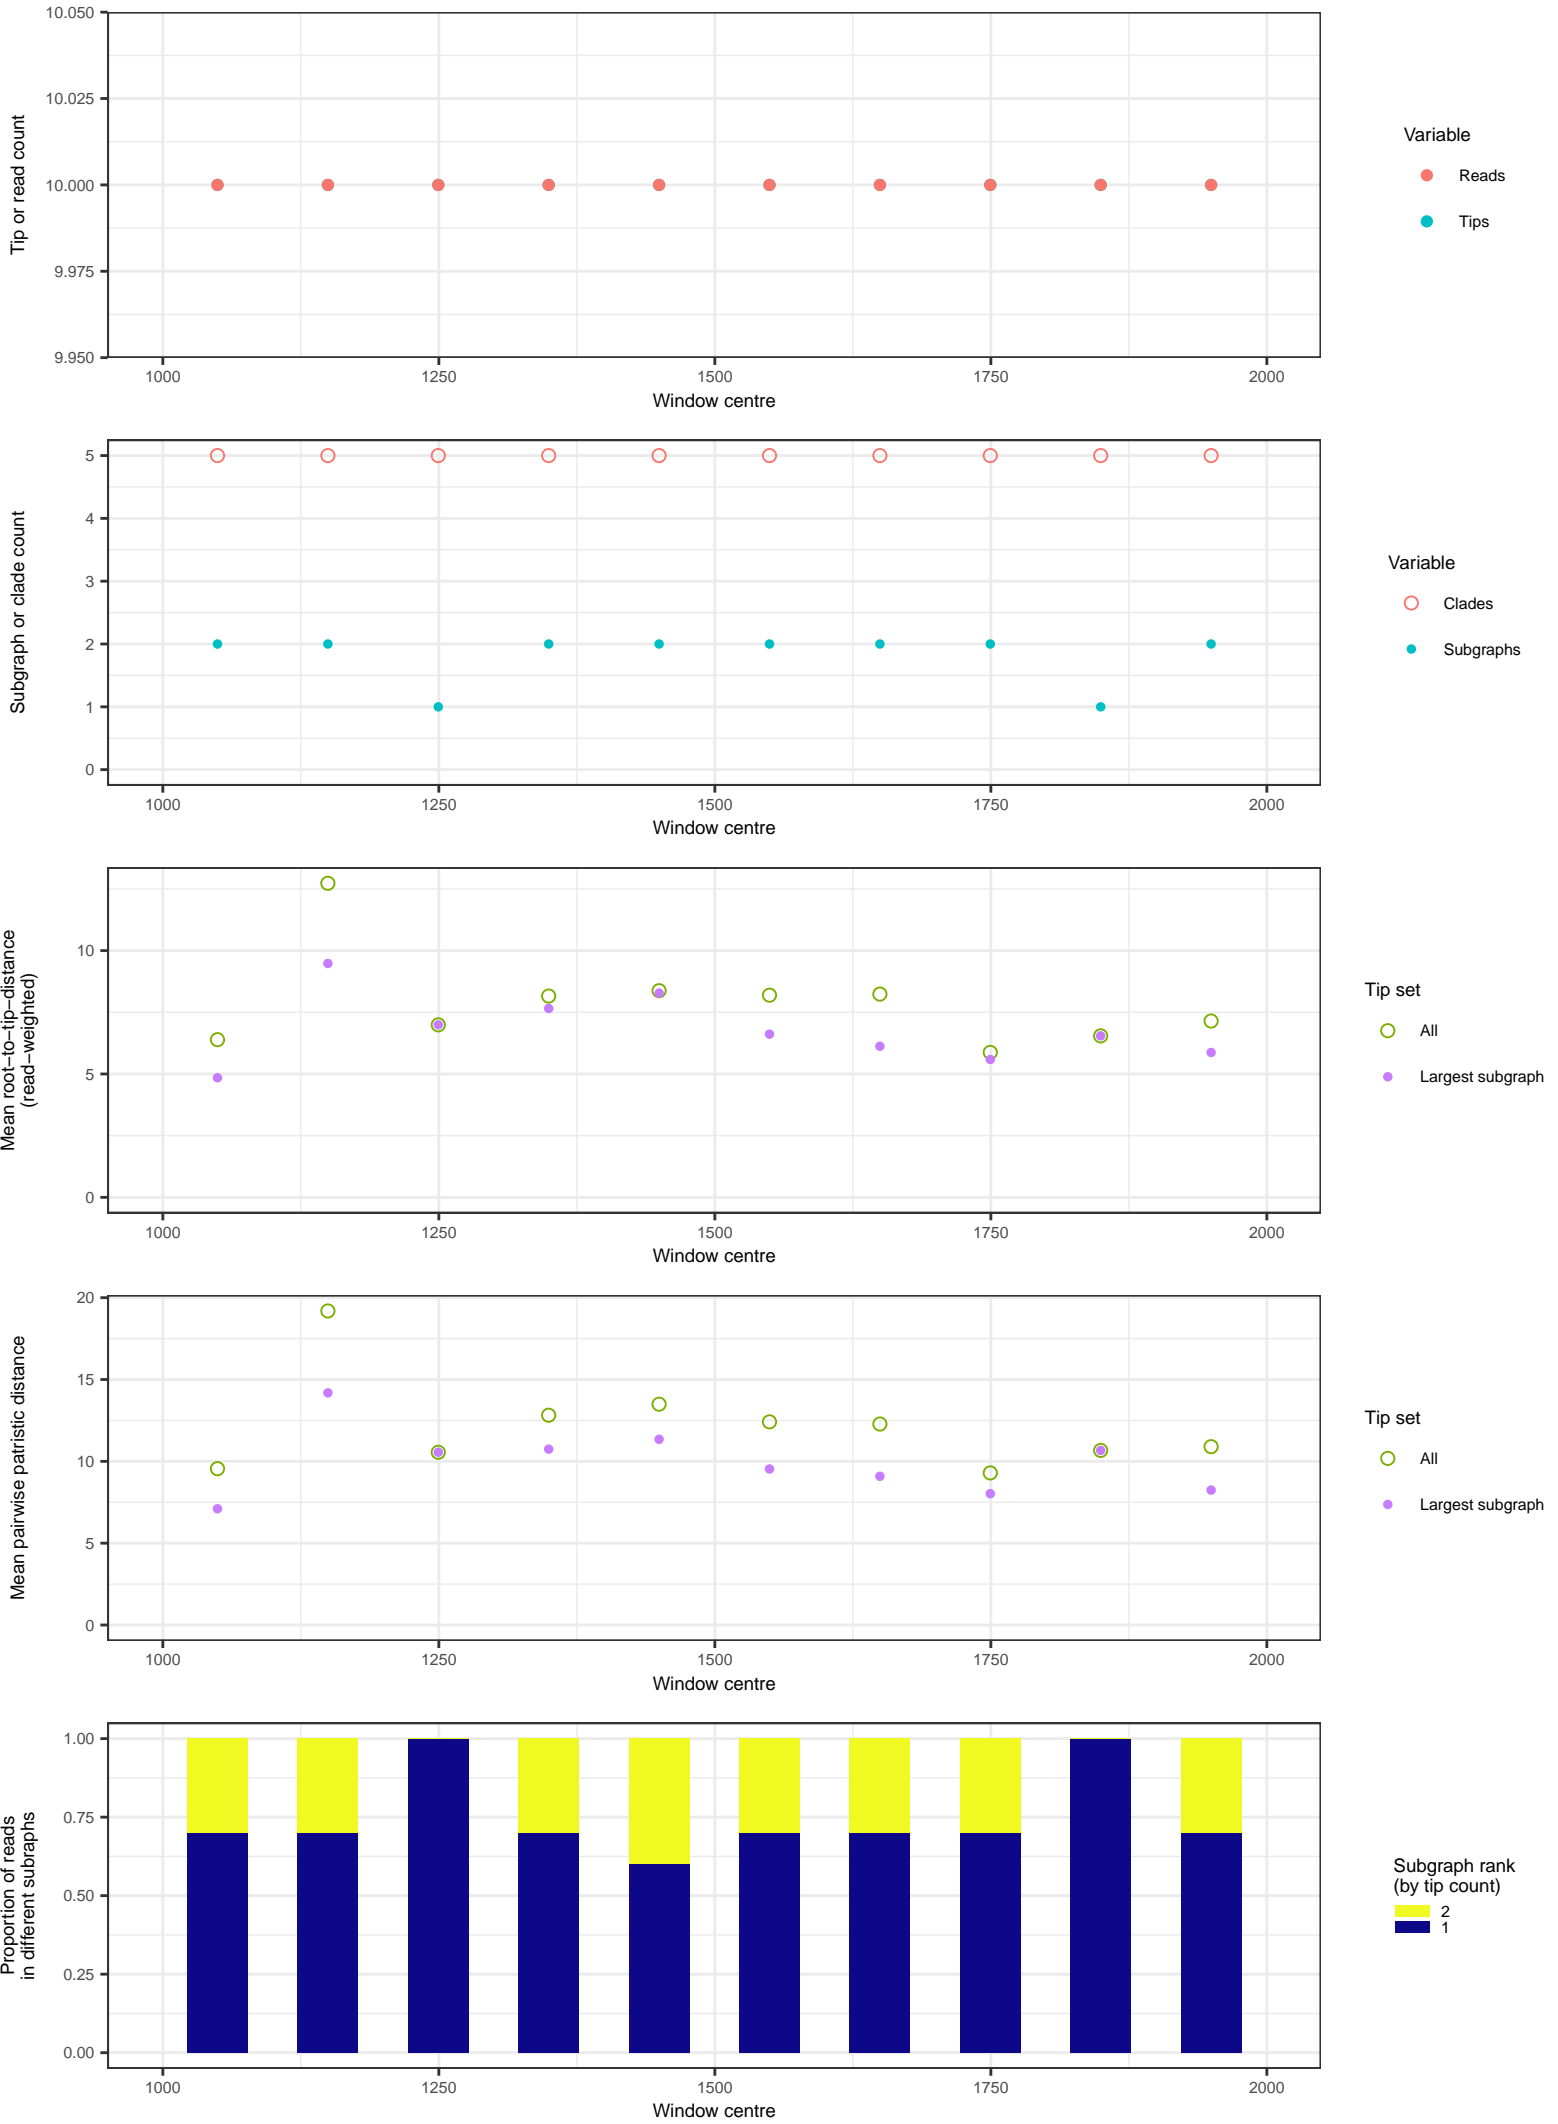 10.050
10.025
10.000
9.975
9.950
Tip or read count
1000 1250 1500 1750 2000
Window centre
Variable
Reads
Tips
5
4
3
2
1
0
Subgraph or clade count
1000 1250 1500 1750 2000
Window centre
Variable
Clades
Subgraphs
10
5
0
Mean root−to−tip−distance
(read−weighted)
1000 1250 1500 1750 2000
Window centre
Tip set
All
Largest subgraph
20
15
10
5
0
Mean pairwise patristic distance
1000 1250 1500 1750 2000
Window centre
Tip set
All
Largest subgraph
1.00
0.75
0.50
0.25
0.00
Proportion of reads
in different subraphs
1000 1250 1500 1750 2000
Window centre
Subgraph rank
(by tip count)
2
1